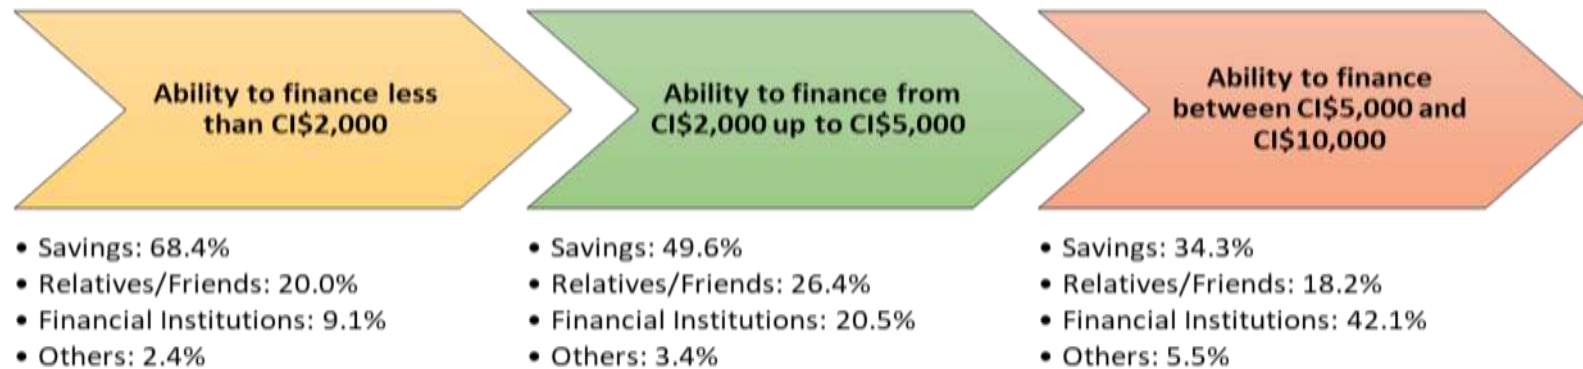 Ability to finance less
than CI$2,000
• Savings: 68.4%
• Relatives/Friends: 20.0%
• Financial Institutions: 9.1%
• Others: 2.4%
Ability to finance from
CI$2,000 up to CI$5,000
• Savings: 49.6%
• Relatives/Friends: 26.4%
• Financial Institutions: 20.5%
• Others: 3.4%
Ability to finance
between CI$5,000 and
CI$10,000
• Savings: 34.3%
• Relatives/Friends: 18.2%
• Financial Institutions: 42.1%
• Others: 5.5%